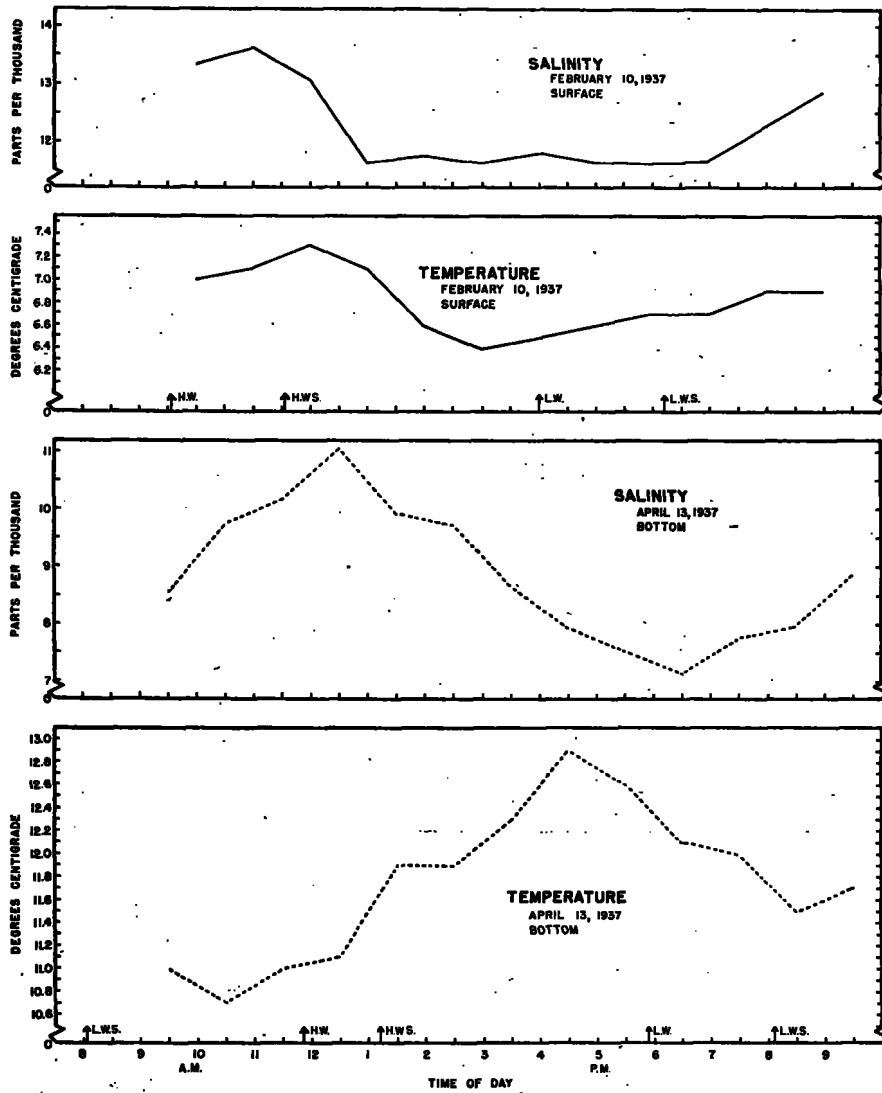 PARTS PER THOUSAND
14
13
12
0
SALINITY
FEBRUARY 10, 1937
SURFACE
DEGREES CENTIGRADE
7.4
7.2
7.0
6.8
6.6
6.4
6.2
0
TEMPERATURE
FEBRUARY 10, 1937
SURFACE
H.W.
H.W.S.
L.W.
L.W.S.
PARTS PER THOUSAND
11
10
9
8
7
0
SALINITY
APRIL 13, 1937
BOTTOM
DEGREES CENTIGRADE
13.0
12.8
12.6
12.4
12.2
12.0
11.8
11.6
11.4
11.2
11.0
10.8
10.6
0
TEMPERATURE
APRIL 13, 1937
BOTTOM
L.W.S.
H.W.
H.W.S.
L.W.
L.W.S.
8 9 10 11 12 1 2 3 4 5 6 7 8 9
A.M. P.M.
TIME OF DAY